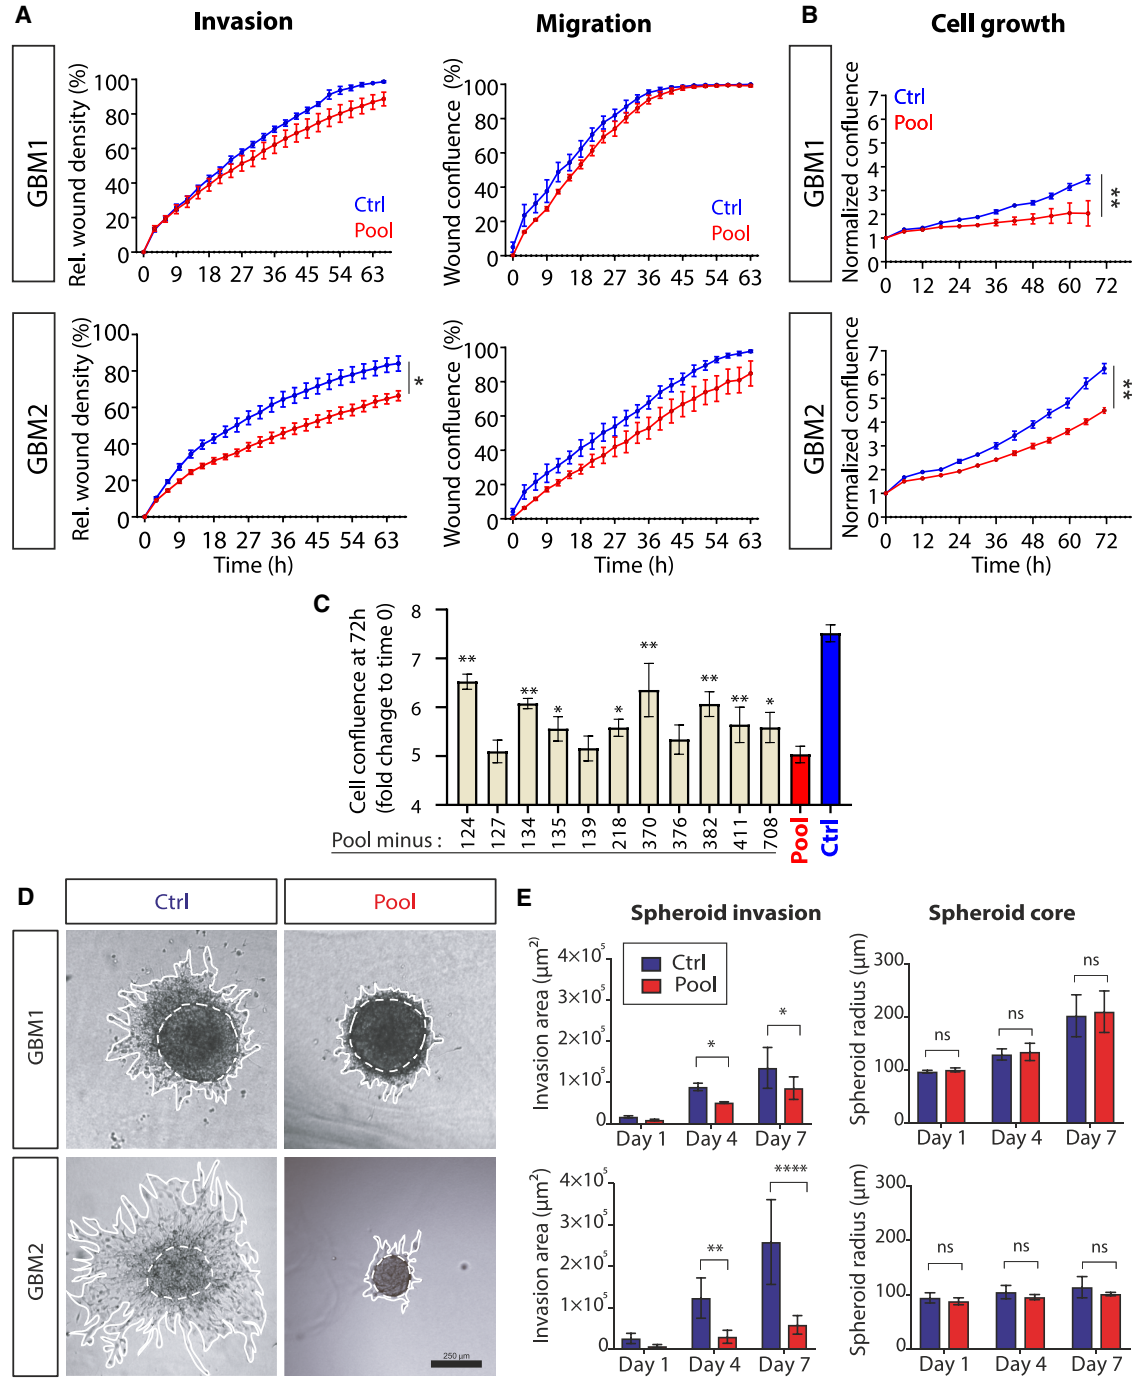 A
Invasion
Migration
B
Cell growth
GBM1
Rel. wound density (%)
100
80
60
40
20
0
Ctrl
Pool
0 9 18 27 36 45 54 63
Wound confluence (%)
100
80
60
40
20
0
Ctrl
Pool
0 9 18 27 36 45 54 63
GBM1
Normalized confluence
7
6
5
4
3
2
1
0
Ctrl
Pool
**
0 12 24 36 48 60 72
GBM2
Rel. wound density (%)
100
80
60
40
20
0
*
0 9 18 27 36 45 54 63
Time (h)
Wound confluence (%)
100
80
60
40
20
0
0 9 18 27 36 45 54 63
Time (h)
GBM2
Normalized confluence
7
6
5
4
3
2
1
0
**
0 12 24 36 48 60 72
Time (h)
C
Cell confluence at 72h
(fold change to time 0)
8
7
6
5
4
** ** * * ** ** ** *
Pool minus :
124 127 134 135 139 218 370 376 382 411 708 Pool Ctrl
D
Ctrl
Pool
GBM1
GBM2
250 µm
E
Spheroid invasion
Spheroid core
Invasion area (µm²)
4×10⁵
3×10⁵
2×10⁵
1×10⁵
0
Ctrl
Pool
*
*
Day 1 Day 4 Day 7
Spheroid radius (µm)
300
200
100
0
ns
ns
ns
Day 1 Day 4 Day 7
Invasion area (µm²)
4×10⁵
3×10⁵
2×10⁵
1×10⁵
0
**
****
Day 1 Day 4 Day 7
Spheroid radius (µm)
300
200
100
0
ns
ns
ns
Day 1 Day 4 Day 7